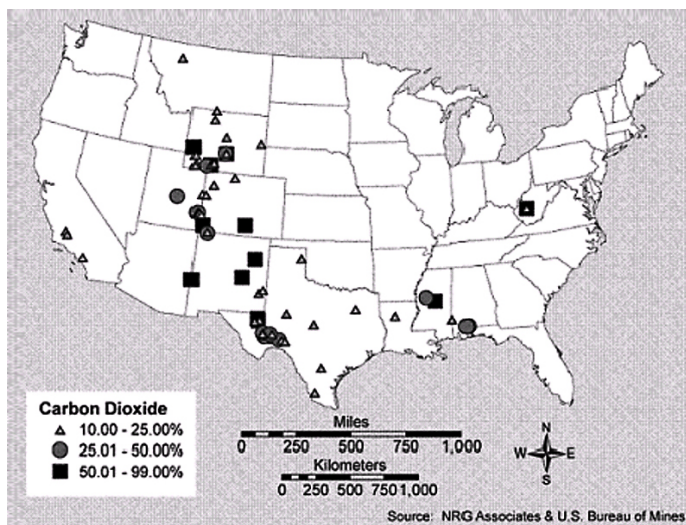 Carbon Dioxide
10.00 - 25.00%
25.01 - 50.00%
50.01 - 99.00%
Miles
0 250 500 750 1,000
Kilometers
0 250 500 750 1,000
N
W E
S
Source: NRG Associates & U.S. Bureau of Mines